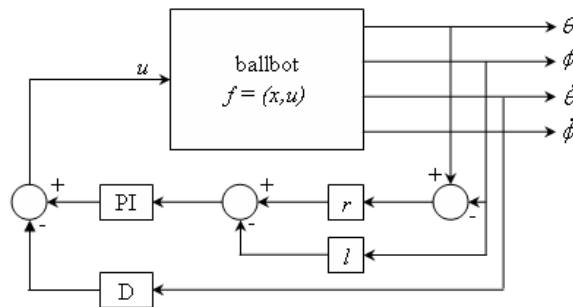 θ
u
ballbot
ϕ
f = (x,u)
θ̇
ϕ̇
+
+
+
PI
r
-
-
-
l
D